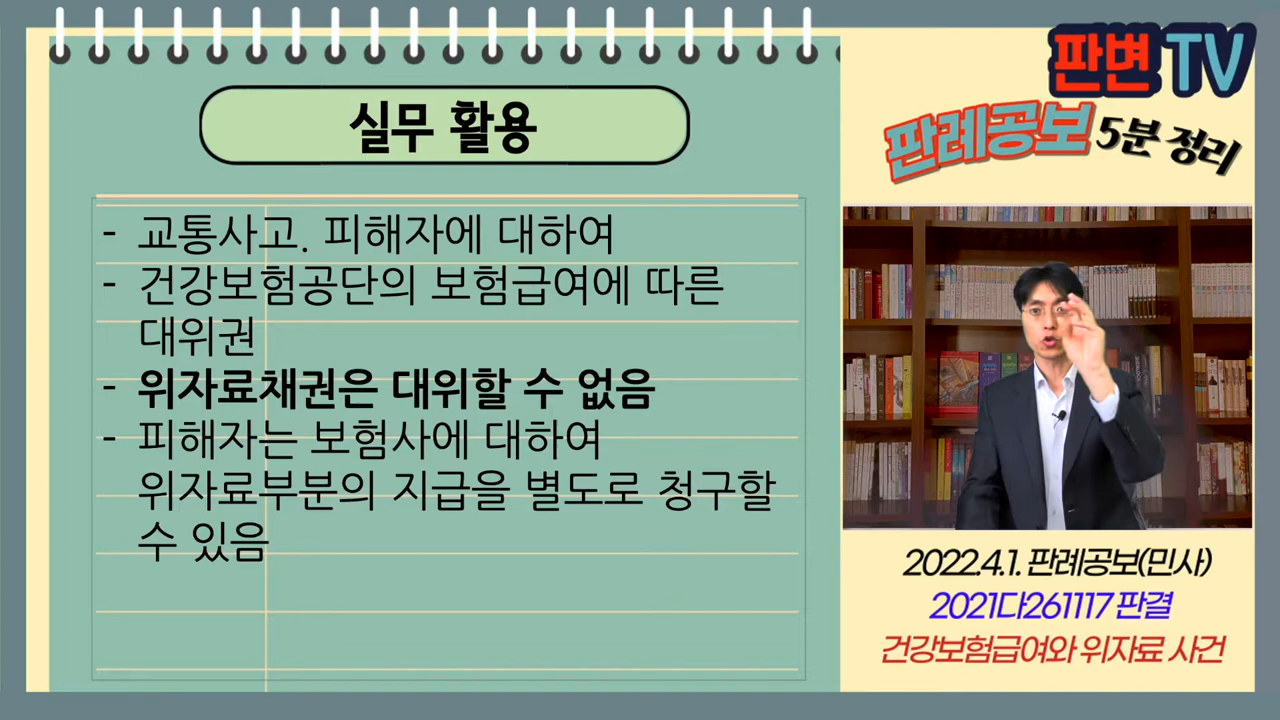 실무 활용
- 교통사고. 피해자에 대하여
- 건강보험공단의 보험급여에 따른
대위권
- 위자료채권은 대위할 수 없음
- 피해자는 보험사에 대하여
위자료부분의 지급을 별도로 청구할
수 있음
판변 TV
판례공보 5분 정리
2022.4.1. 판례공보(민사)
2021다261117 판결
건강보험급여와 위자료 사건